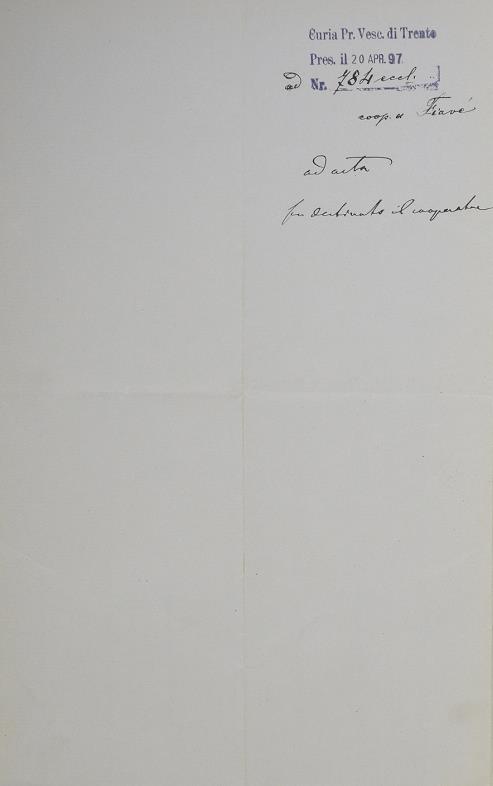 Curia Pr. Vesc. di Trento
Pres. il 20 APR. 97
ad Nr. 784 eccl.
coop. a Fiavé
ad acta
fu destinato il cooperatore